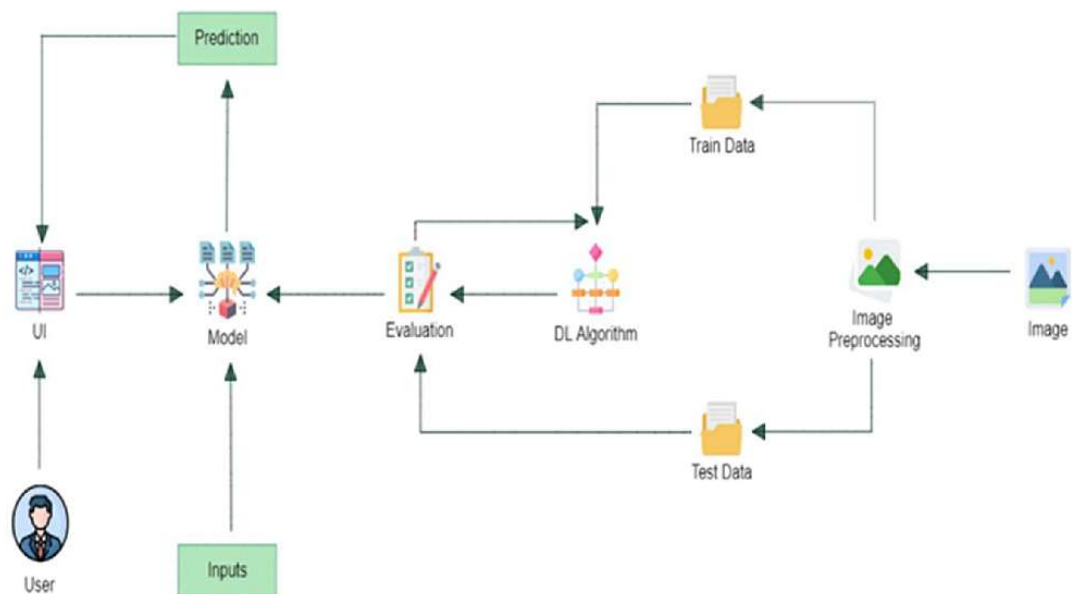 Prediction
Train Data
UI
Model
Evaluation
DL Algorithm
Image
Preprocessing
Image
Test Data
User
Inputs